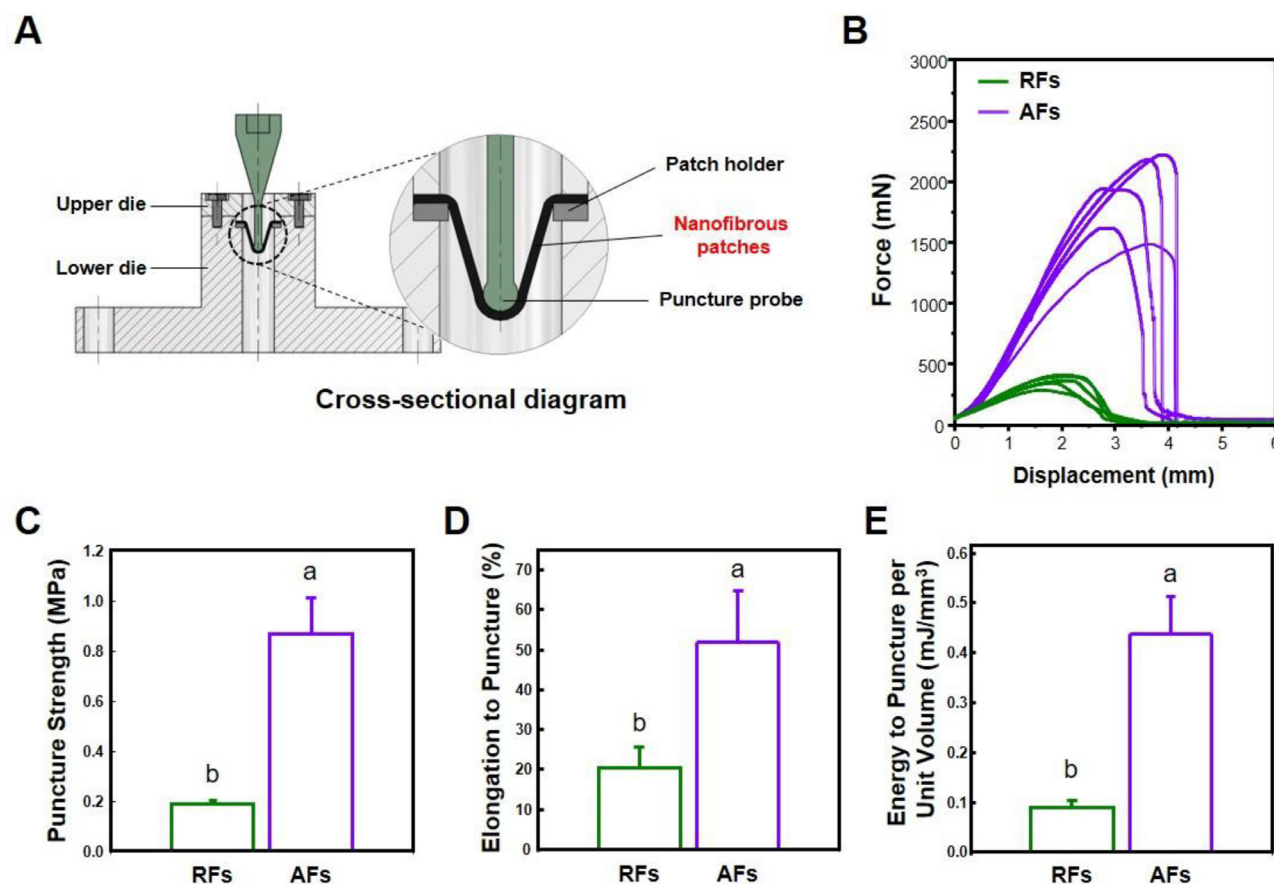 A
Upper die
Lower die
Patch holder
Nanofibrous
patches
Puncture probe
Cross-sectional diagram
B
RFs
AFs
Force (mN)
3000
2500
2000
1500
1000
500
0
0 1 2 3 4 5 6
Displacement (mm)
C
Puncture Strength (MPa)
1.2
1.0
0.8
0.6
0.4
0.2
0.0
a
b
RFs AFs
D
Elongation to Puncture (%)
70
60
50
40
30
20
10
0
a
b
RFs AFs
E
Energy to Puncture per
Unit Volume (mJ/mm³)
0.6
0.5
0.4
0.3
0.2
0.1
0.0
a
b
RFs AFs